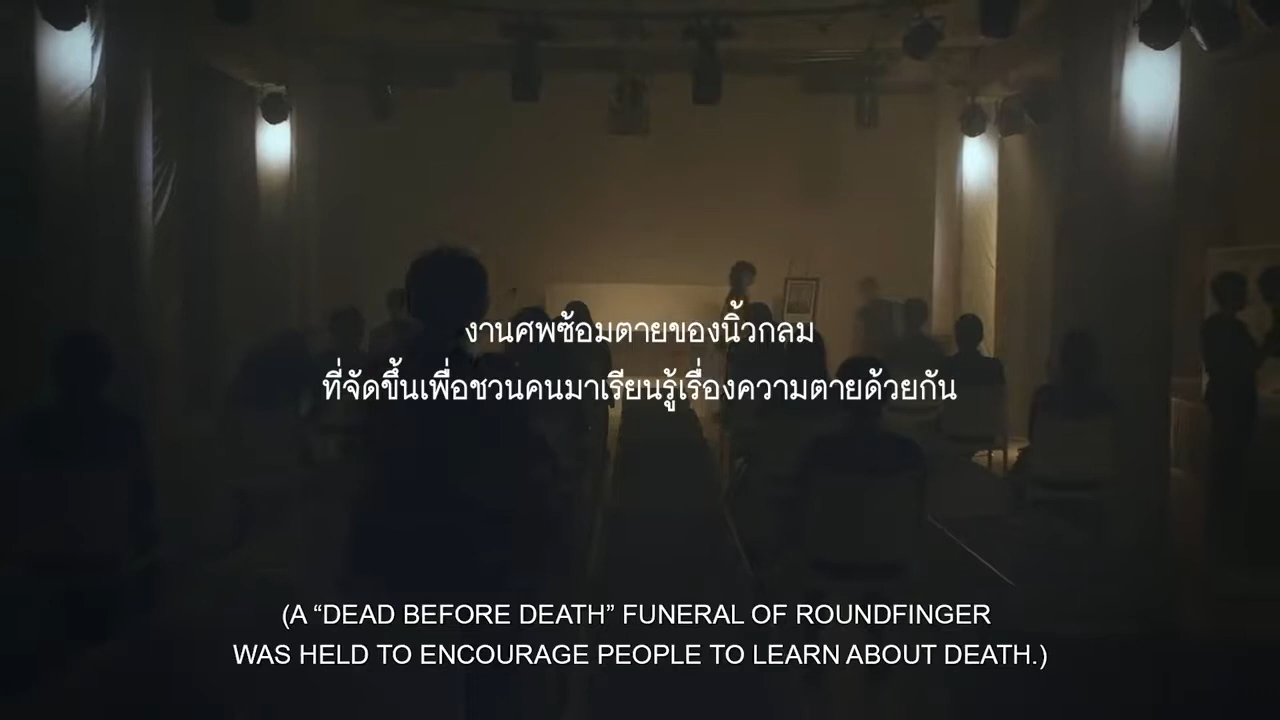 งานศพซ้อมตายของนิ้วกลม
ที่จัดขึ้นเพื่อชวนคนมาเรียนรู้เรื่องความตายด้วยกัน
(A “DEAD BEFORE DEATH” FUNERAL OF ROUNDFINGER
WAS HELD TO ENCOURAGE PEOPLE TO LEARN ABOUT DEATH.)